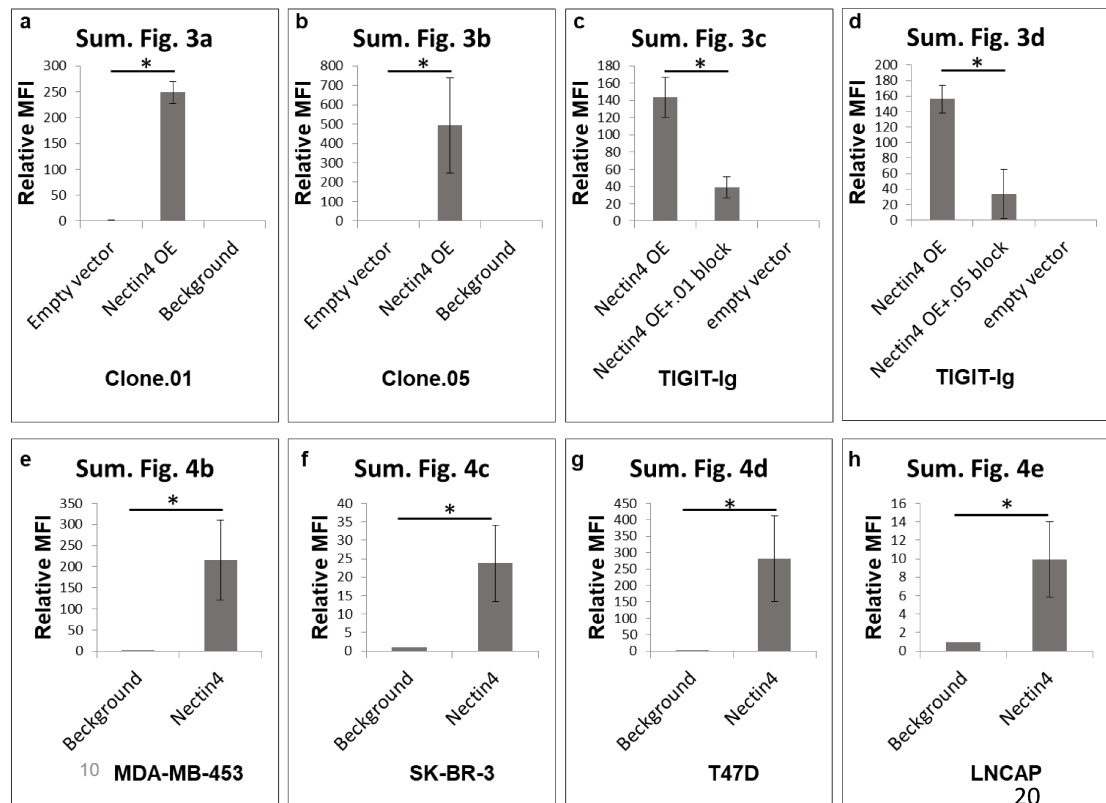 a
Sum. Fig. 3a
Relative MFI
300
250
200
150
100
50
0
*
Empty vector
Nectin4 OE
Beckground
Clone.01
b
Sum. Fig. 3b
Relative MFI
800
700
600
500
400
300
200
100
0
*
Empty vector
Nectin4 OE
Beckground
Clone.05
c
Sum. Fig. 3c
Relative MFI
180
160
140
120
100
80
60
40
20
0
*
Nectin4 OE
Nectin4 OE+.01 block
empty vector
TIGIT-Ig
d
Sum. Fig. 3d
Relative MFI
200
180
160
140
120
100
80
60
40
20
0
*
Nectin4 OE
Nectin4 OE+.05 block
empty vector
TIGIT-Ig
e
Sum. Fig. 4b
Relative MFI
350
300
250
200
150
100
50
0
*
Beckground
Nectin4
10
MDA-MB-453
f
Sum. Fig. 4c
Relative MFI
40
35
30
25
20
15
10
5
0
*
Beckground
Nectin4
SK-BR-3
g
Sum. Fig. 4d
Relative MFI
450
400
350
300
250
200
150
100
50
0
*
Beckground
Nectin4
T47D
h
Sum. Fig. 4e
Relative MFI
16
14
12
10
8
6
4
2
0
*
Beckground
Nectin4
LNCAP
20